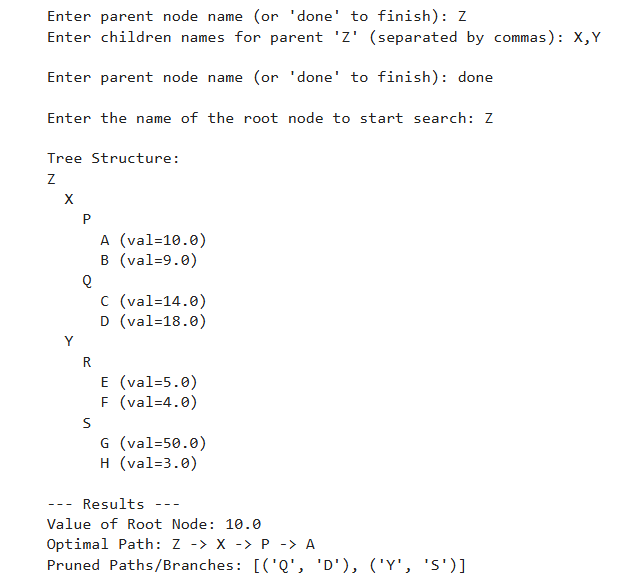 Enter parent node name (or 'done' to finish): Z
Enter children names for parent 'Z' (separated by commas): X,Y
Enter parent node name (or 'done' to finish): done
Enter the name of the root node to start search: Z
Tree Structure:
Z
X
P
A (val=10.0)
B (val=9.0)
Q
C (val=14.0)
D (val=18.0)
Y
R
E (val=5.0)
F (val=4.0)
S
G (val=50.0)
H (val=3.0)
--- Results ---
Value of Root Node: 10.0
Optimal Path: Z -> X -> P -> A
Pruned Paths/Branches: [('Q', 'D'), ('Y', 'S')]